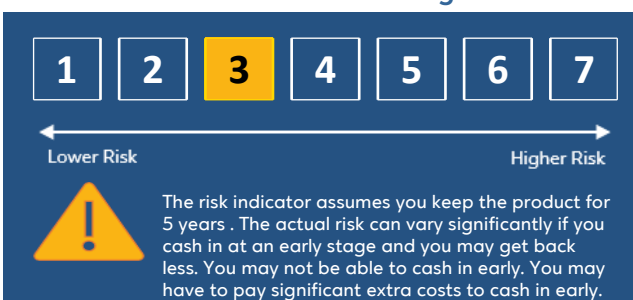 1 2 3 4 5 6 7
Lower Risk Higher Risk
The risk indicator assumes you keep the product for
5 years . The actual risk can vary significantly if you
cash in at an early stage and you may get back
less. You may not be able to cash in early. You may
have to pay significant extra costs to cash in early.